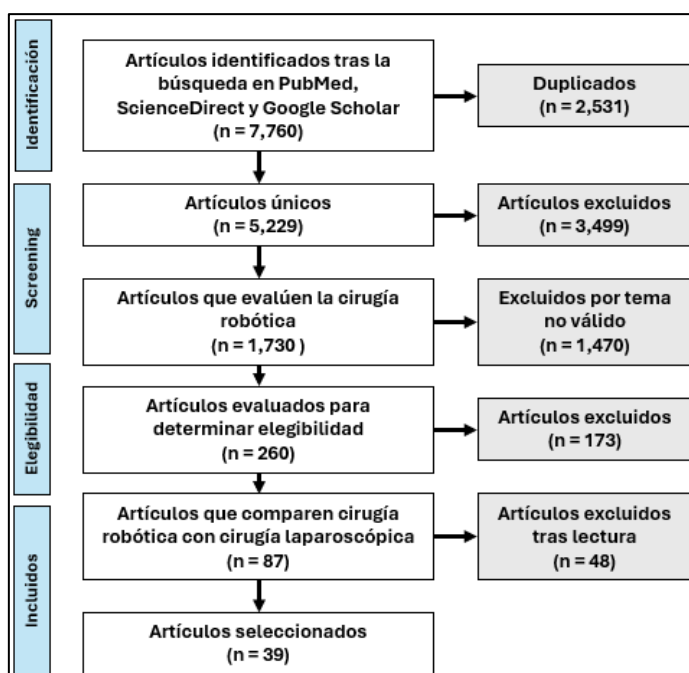 Identificación
Artículos identificados tras la
búsqueda en PubMed,
ScienceDirect y Google Scholar
(n = 7,760)
Duplicados
(n = 2,531)
Screening
Artículos únicos
(n = 5,229)
Artículos excluidos
(n = 3,499)
Artículos que evalúen la cirugía
robótica
(n = 1,730 )
Excluidos por tema
no válido
(n = 1,470)
Elegibilidad
Artículos evaluados para
determinar elegibilidad
(n = 260)
Artículos excluidos
(n = 173)
Incluidos
Artículos que comparen cirugía
robótica con cirugía laparoscópica
(n = 87)
Artículos excluidos
tras lectura
(n = 48)
Artículos seleccionados
(n = 39)